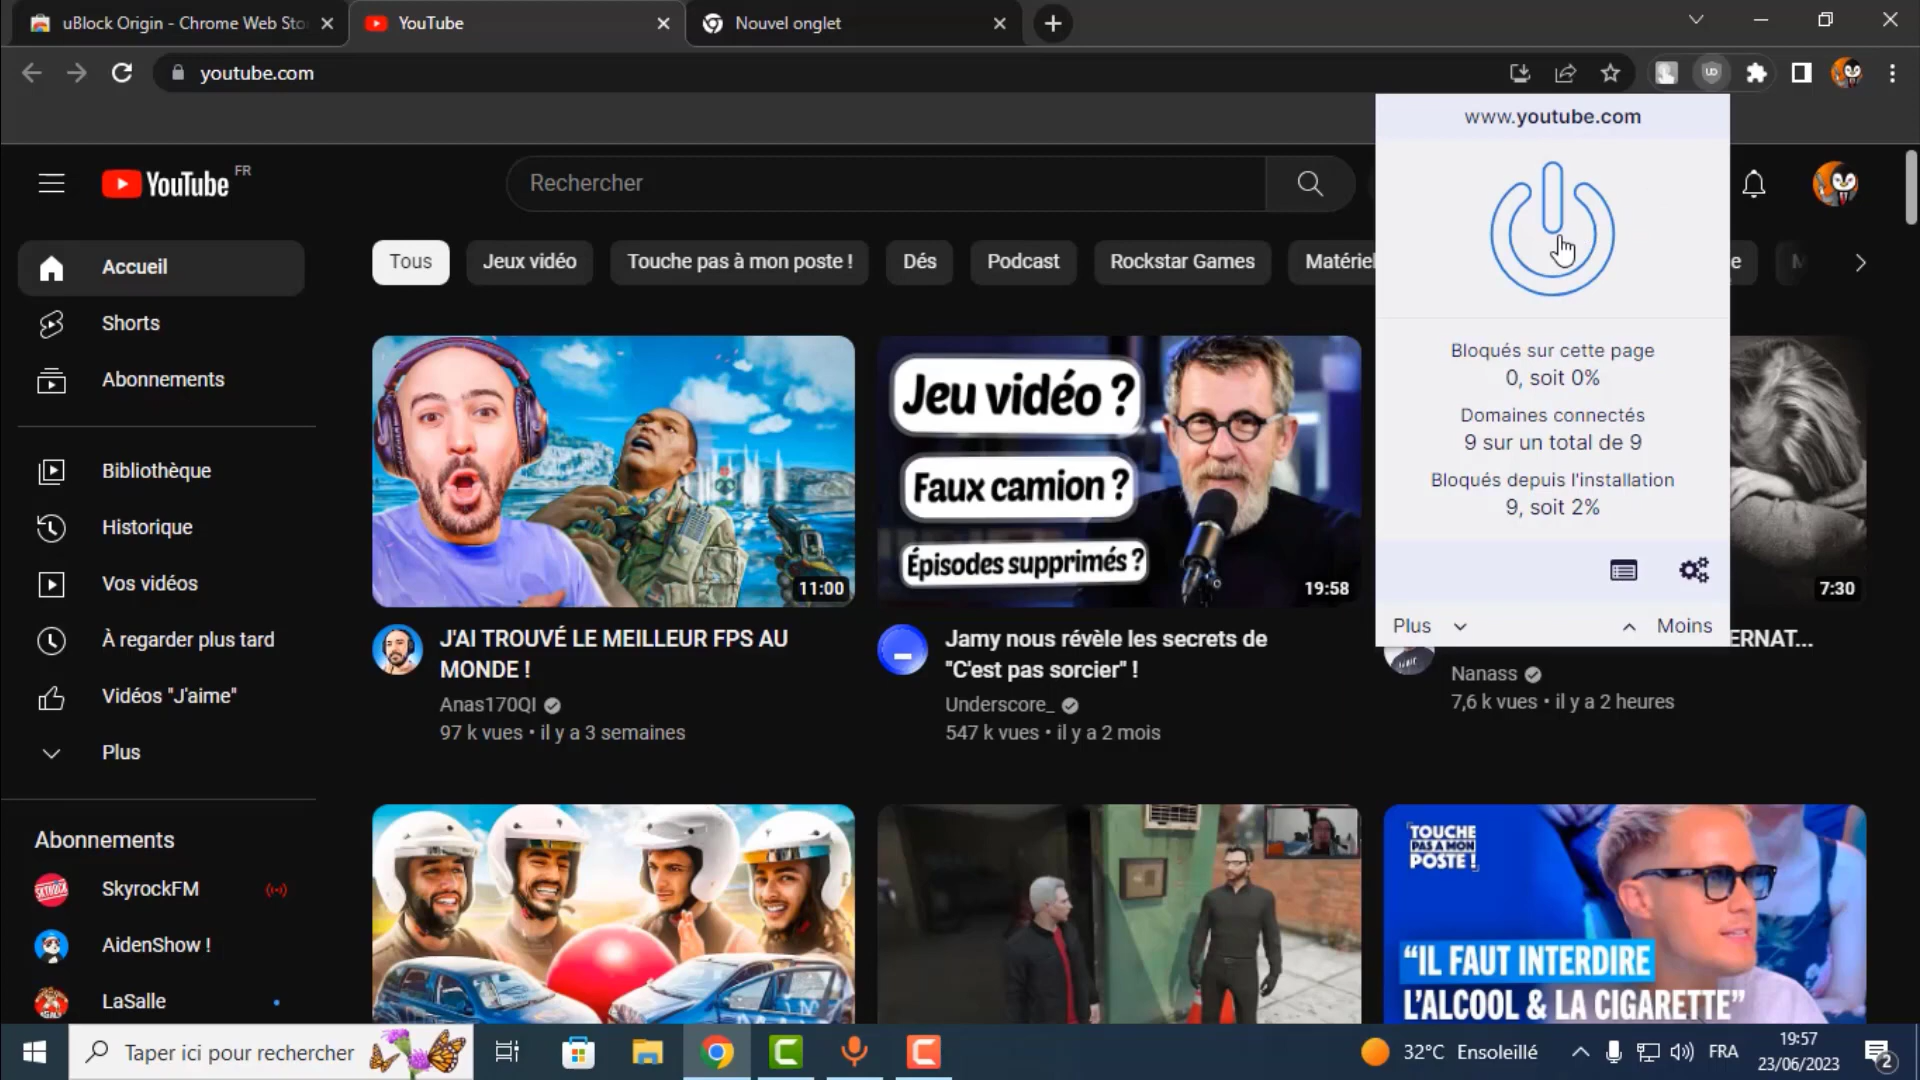 uBlock Origin - Chrome Web Sto
YouTube
Nouvel onglet
youtube.com
www.youtube.com
YouTube FR
Rechercher
Accueil
Shorts
Abonnements
Bibliothèque
Historique
Vos vidéos
À regarder plus tard
Vidéos "J'aime"
Plus
Abonnements
SkyrockFM
AidenShow !
LaSalle
Tous
Jeux vidéo
Touche pas à mon poste !
Dés
Podcast
Rockstar Games
Matériel
e
M
Bloqués sur cette page
0, soit 0%
Domaines connectés
9 sur un total de 9
Bloqués depuis l'installation
9, soit 2%
Plus
Moins
11:00
Jeu vidéo ?
Faux camion ?
Épisodes supprimés ?
19:58
7:30
J'AI TROUVÉ LE MEILLEUR FPS AU
MONDE !
Anas170QI
97 k vues • il y a 3 semaines
Jamy nous révèle les secrets de
"C'est pas sorcier" !
Underscore_
547 k vues • il y a 2 mois
ERNAT...
Nanass
7,6 k vues • il y a 2 heures
TOUCHE
PAS A MON
POSTE !
“IL FAUT INTERDIRE
L'ALCOOL & LA CIGARETTE”
Taper ici pour rechercher
32°C Ensoleillé
FRA
19:57
23/06/2023
2